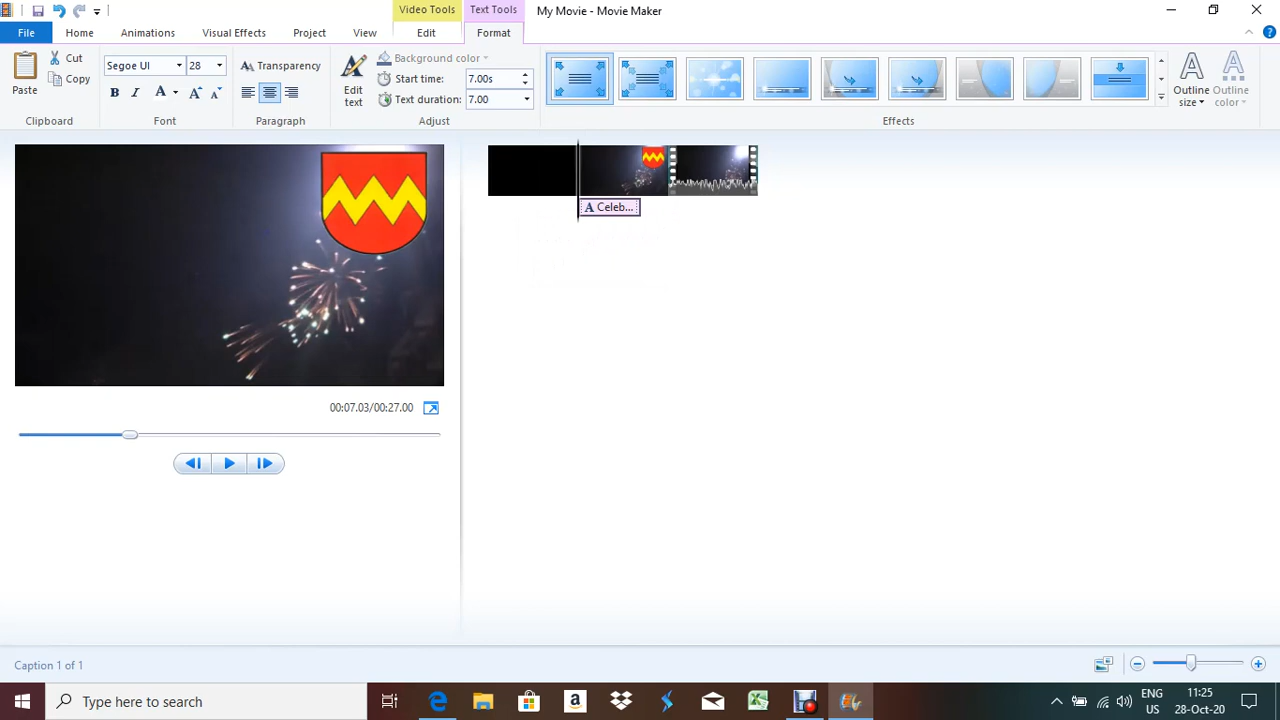 Video Tools
Text Tools
My Movie - Movie Maker
File
Home
Animations
Visual Effects
Project
View
Edit
Format
Paste
Cut
Copy
Clipboard
Segoe UI
28
B
I
A
A
A
Font
Transparency
Paragraph
Edit text
Background color
Start time:
7.00s
Text duration:
7.00
Adjust
Effects
A
Outline size
A
Outline color
A Celeb...
00:07.03/00:27.00
Caption 1 of 1
Type here to search
ENG
US
11:25
28-Oct-20